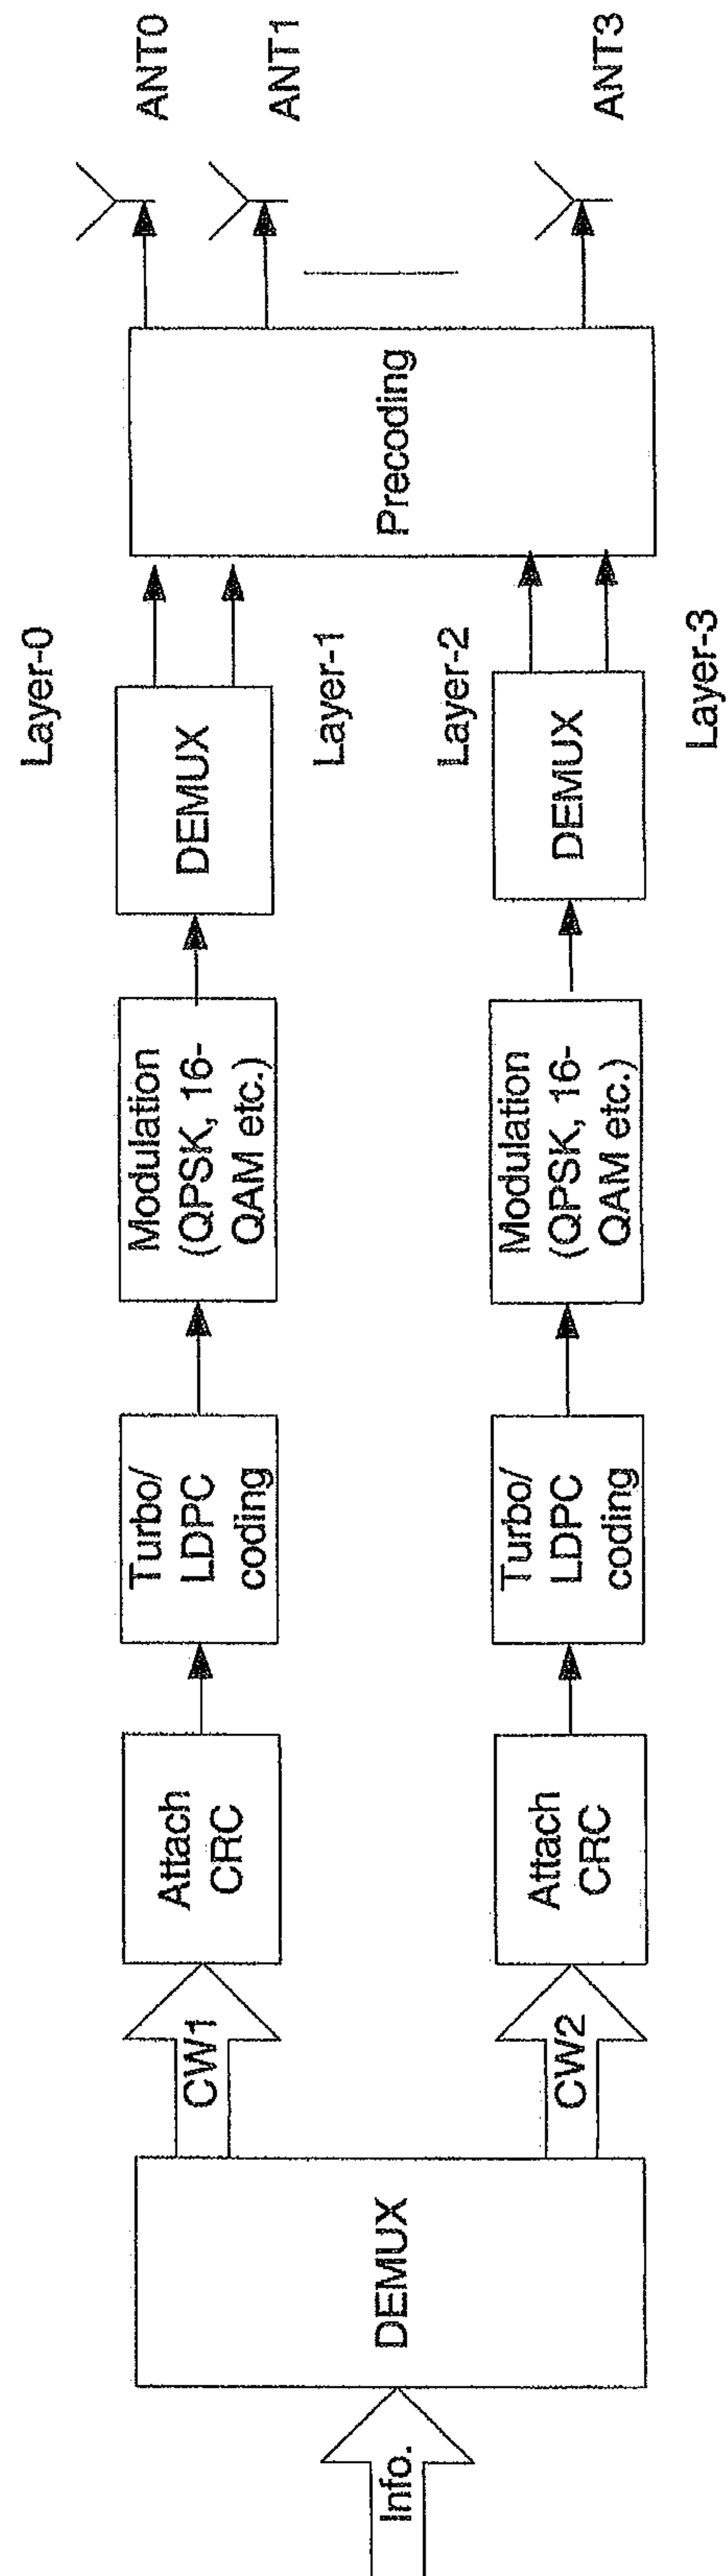 Info.
DEMUX
CW1
Attach
CRC
Turbo/
LDPC
coding
Modulation
(QPSK, 16-
QAM etc.)
DEMUX
Layer-0
Layer-1
CW2
Attach
CRC
Turbo/
LDPC
coding
Modulation
(QPSK, 16-
QAM etc.)
DEMUX
Layer-2
Layer-3
Precoding
ANT0
ANT1
ANT3